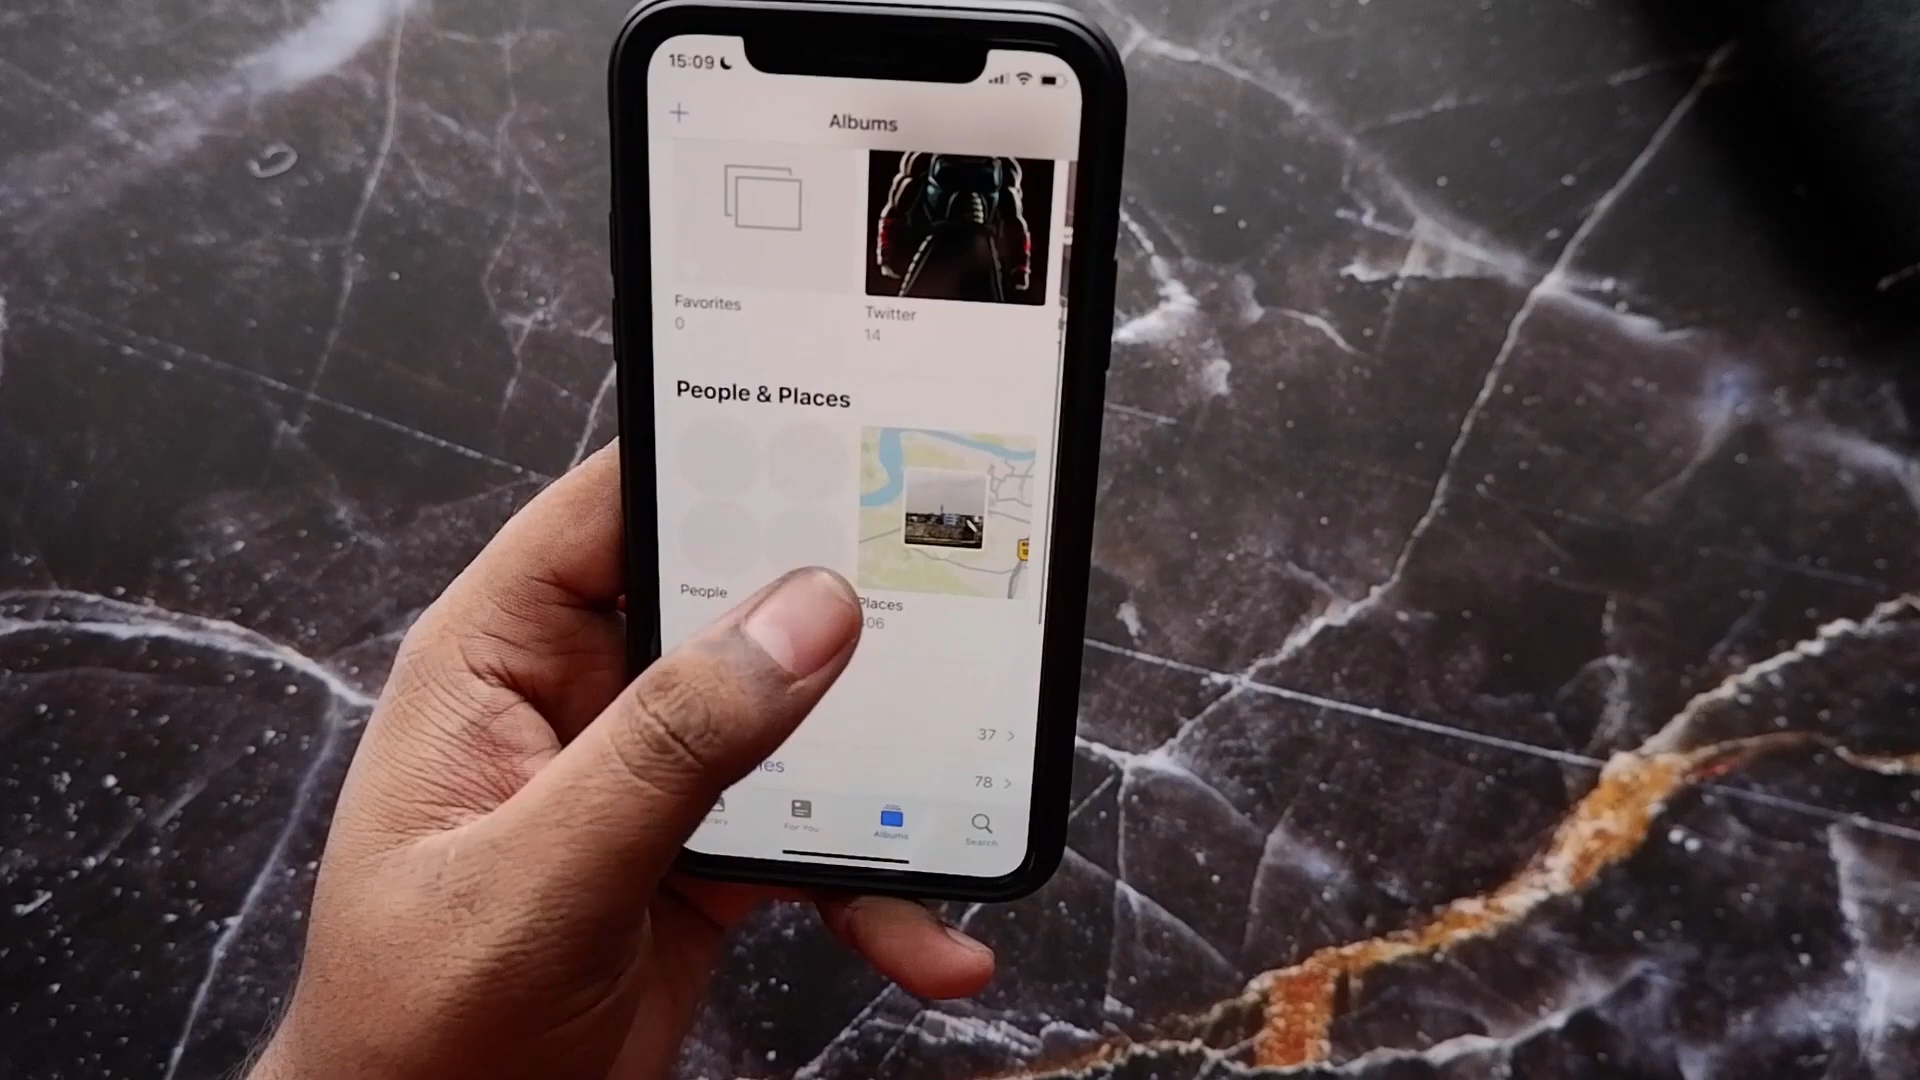 15:09
Albums
Favorites
0
Twitter
14
People & Places
People
Places
37
78
For You
Albums
Search